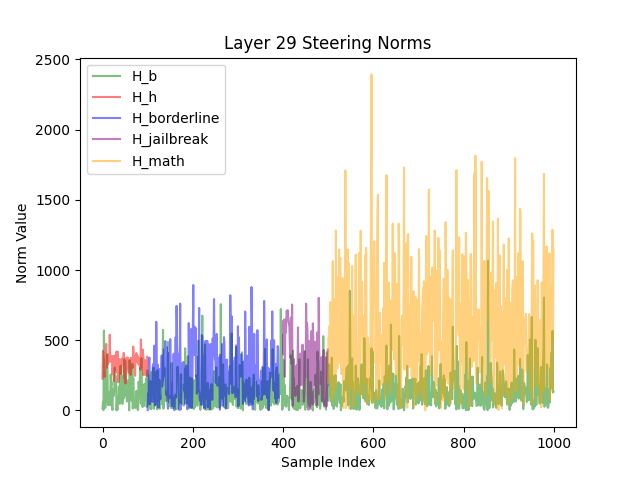 Layer 29 Steering Norms
2500
2000
1500
1000
500
0
Norm Value
H_b
H_h
H_borderline
H_jailbreak
H_math
0 200 400 600 800 1000
Sample Index